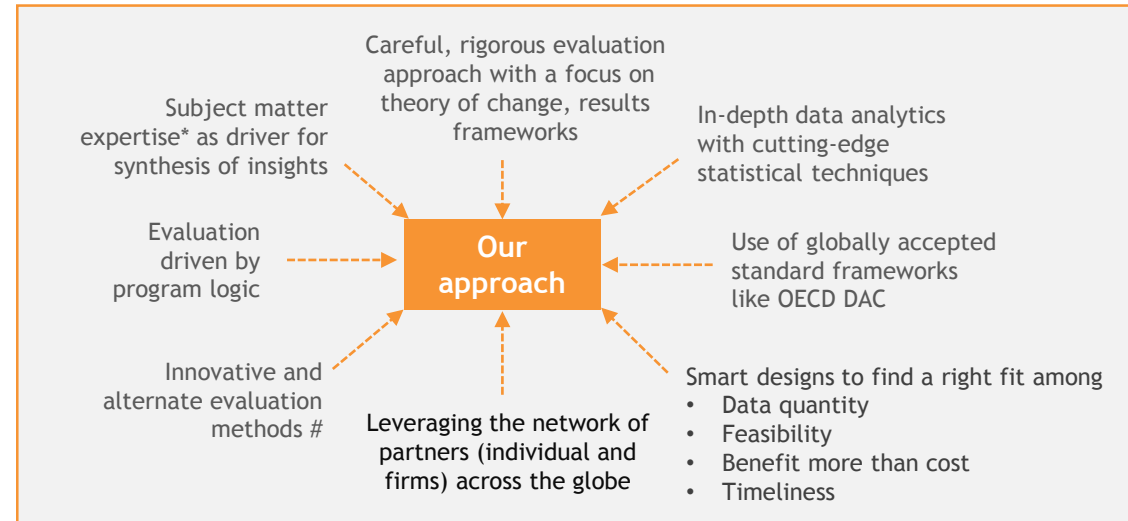 Careful, rigorous evaluation
approach with a focus on
theory of change, results
frameworks
Subject matter
expertise* as driver for
synthesis of insights
In-depth data analytics
with cutting-edge
statistical techniques
Evaluation
driven by
program logic
Our
approach
Use of globally accepted
standard frameworks
like OECD DAC
Innovative and
alternate evaluation
methods #
Leveraging the network of
partners (individual and
firms) across the globe
Smart designs to find a right fit among
• Data quantity
• Feasibility
• Benefit more than cost
• Timeliness